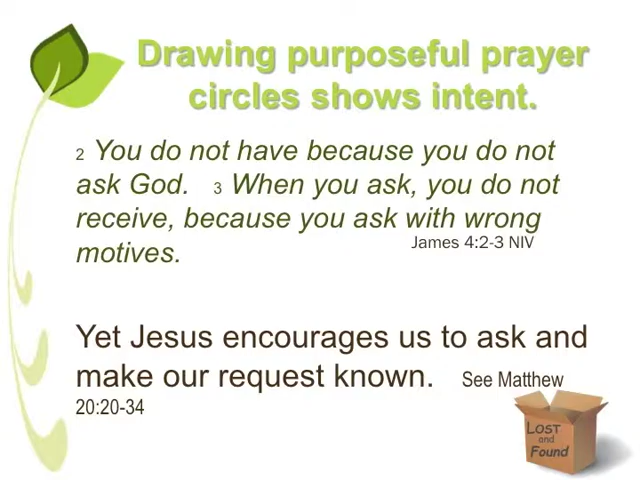 Drawing purposeful prayer
circles shows intent.
2 You do not have because you do not
ask God. 3 When you ask, you do not
receive, because you ask with wrong
motives.
James 4:2-3 NIV
Yet Jesus encourages us to ask and
make our request known. See Matthew
20:20-34
LOST
and
Found